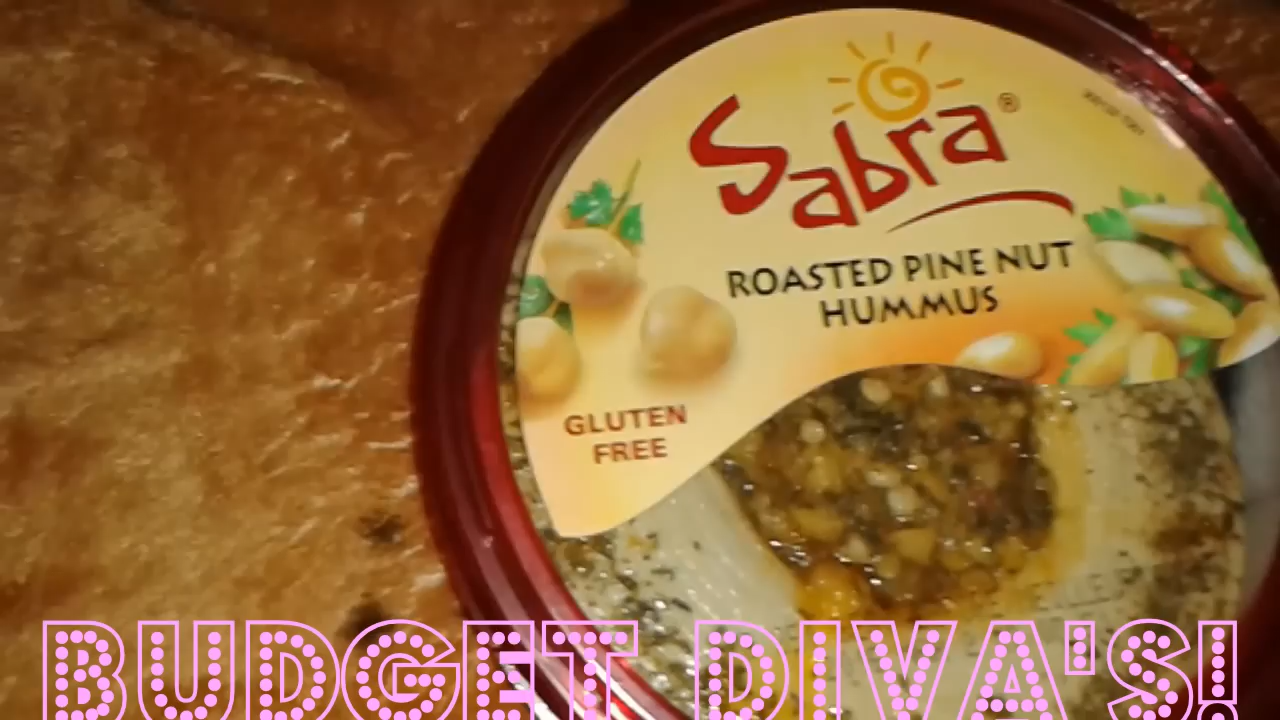 Sabra®
ROASTED PINE NUT
HUMMUS
GLUTEN
FREE
BUDGET DIVA'S!